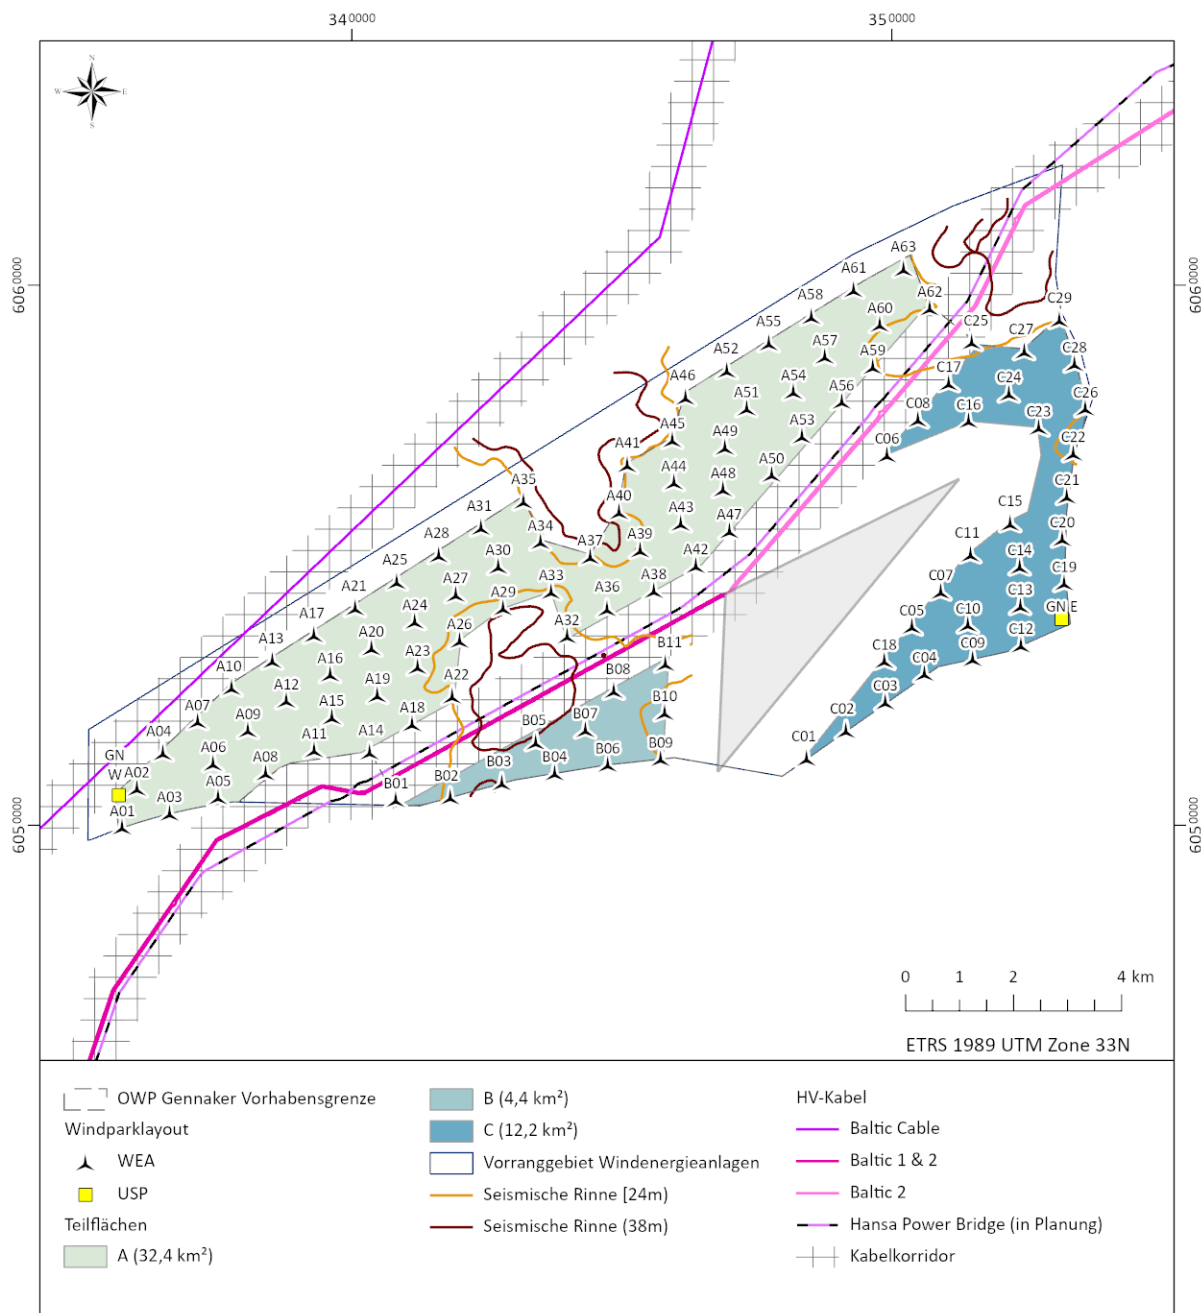 340⁰⁰⁰⁰ 350⁰⁰⁰⁰
N
W E
S
A63
A61
606⁰⁰⁰⁰ 606⁰⁰⁰⁰
A58 A62 C29
A60
A55 C25 C27
A57 C28
A52 A59 C17
A46 A54 C24
A51 A56 C08 C16 C26
A45 A53 C23
A41 A49 C06 C22
A44 A48 A50
A35 C21
A40 C15
A31 A34 A43 A47 C20
A28 A37 A39 C11
A30 A42 C14
A25 A33 C07 C19
A27 A29 A36 A38
A21 A24 C13 GN E
A17 A26 A32 C05 C10
A20 C12
A13 A16 A23 B11 C18 C09
A10 B08 C04
A12 A19 A22 C03
A07 A15 B10
A09 A18 B05 B07 C02
A04 A11 A14
GN A06 B04 B06 B09 C01
W A02 A08 B03
A05 B01 B02
A01 A03
605⁰⁰⁰⁰ 605⁰⁰⁰⁰
0 1 2 4 km
ETRS 1989 UTM Zone 33N
OWP Gennaker Vorhabensgrenze
Windparklayout
WEA
USP
Teilflächen
A (32,4 km²)
B (4,4 km²)
C (12,2 km²)
Vorranggebiet Windenergieanlagen
Seismische Rinne [24m)
Seismische Rinne (38m)
HV-Kabel
Baltic Cable
Baltic 1 & 2
Baltic 2
Hansa Power Bridge (in Planung)
Kabelkorridor